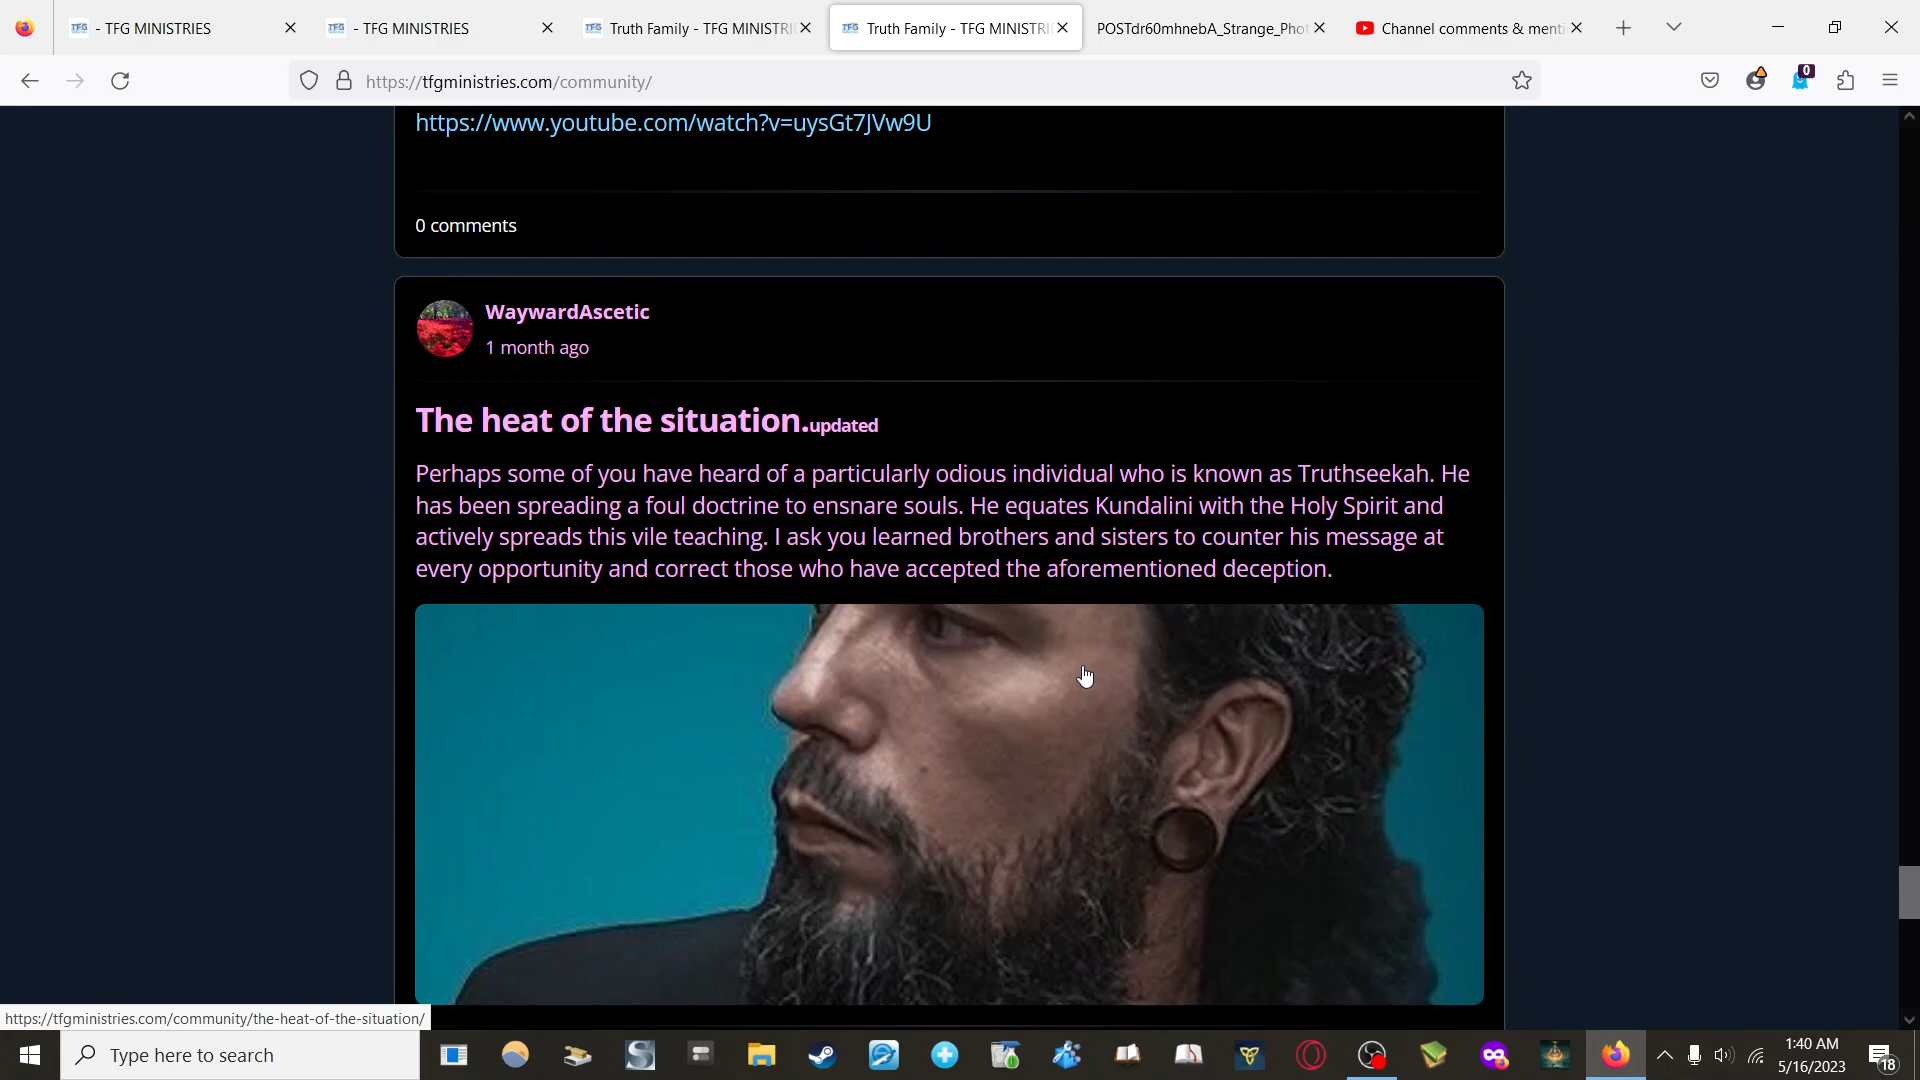 - TFG MINISTRIES
- TFG MINISTRIES
Truth Family - TFG MINISTRI
Truth Family - TFG MINISTRI
POSTdr60mhnebA_Strange_Phot
Channel comments & menti
https://tfgministries.com/community/
0
https://www.youtube.com/watch?v=uysGt7JVw9U
0 comments
WaywardAscetic
1 month ago
The heat of the situation.updated
Perhaps some of you have heard of a particularly odious individual who is known as Truthseekah. He
has been spreading a foul doctrine to ensnare souls. He equates Kundalini with the Holy Spirit and
actively spreads this vile teaching. I ask you learned brothers and sisters to counter his message at
every opportunity and correct those who have accepted the aforementioned deception.
https://tfgministries.com/community/the-heat-of-the-situation/
Type here to search
1:40 AM
5/16/2023
18